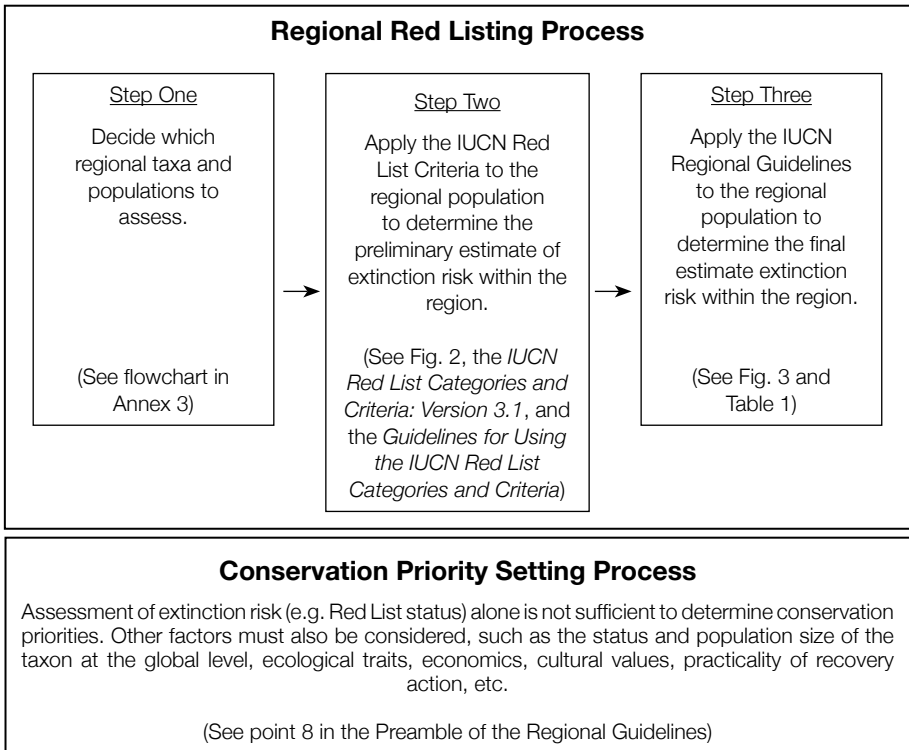 Regional Red Listing Process
Step One
Decide which
regional taxa and
populations to
assess.
(See flowchart in
Annex 3)
Step Two
Apply the IUCN Red
List Criteria to the
regional population
to determine the
preliminary estimate of
extinction risk within the
region.
(See Fig. 2, the IUCN
Red List Categories and
Criteria: Version 3.1, and
the Guidelines for Using
the IUCN Red List
Categories and Criteria)
Step Three
Apply the IUCN
Regional Guidelines
to the regional
population to
determine the final
estimate extinction
risk within the region.
(See Fig. 3 and
Table 1)
Conservation Priority Setting Process
Assessment of extinction risk (e.g. Red List status) alone is not sufficient to determine conservation
priorities. Other factors must also be considered, such as the status and population size of the
taxon at the global level, ecological traits, economics, cultural values, practicality of recovery
action, etc.
(See point 8 in the Preamble of the Regional Guidelines)